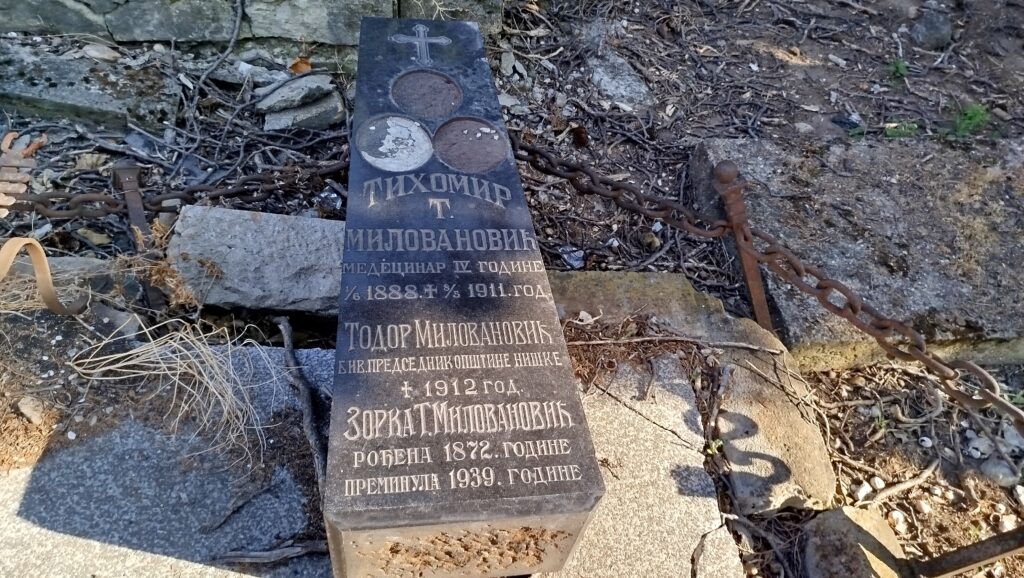 ТИХОМИР
Т.
МИЛОВАНОВИЋ
МЕДЕЦИНАР IV ГОДИНЕ
1888. † 1911. ГОД.
ТОДОР МИЛОВАНОВИЋ
БИВ. ПРЕДСЕДНИК ОПШТИНЕ НИШКЕ
† 1912 ГОД.
ЗОРКА Т. МИЛОВАНОВИЋ
РОЂЕНА 1872. ГОДИНЕ
ПРЕМИНУЛА 1939. ГОДИНЕ